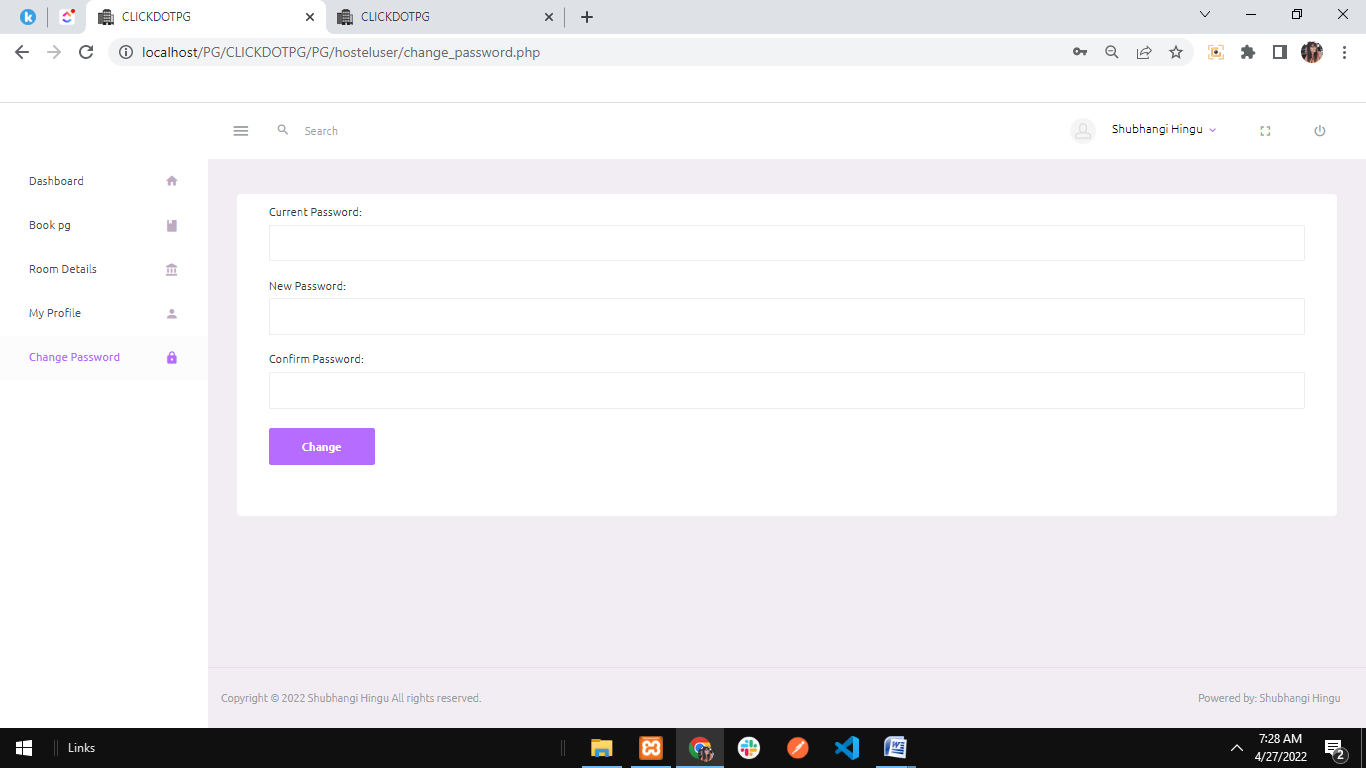 CLICKDOTPG
CLICKDOTPG
localhost/PG/CLICKDOTPG/PG/hosteluser/change_password.php
Search
Shubhangi Hingu
Dashboard
Book pg
Room Details
My Profile
Change Password
Current Password:
New Password:
Confirm Password:
Change
Copyright © 2022 Shubhangi Hingu All rights reserved.
Powered by: Shubhangi Hingu
Links
7:28 AM
4/27/2022
2